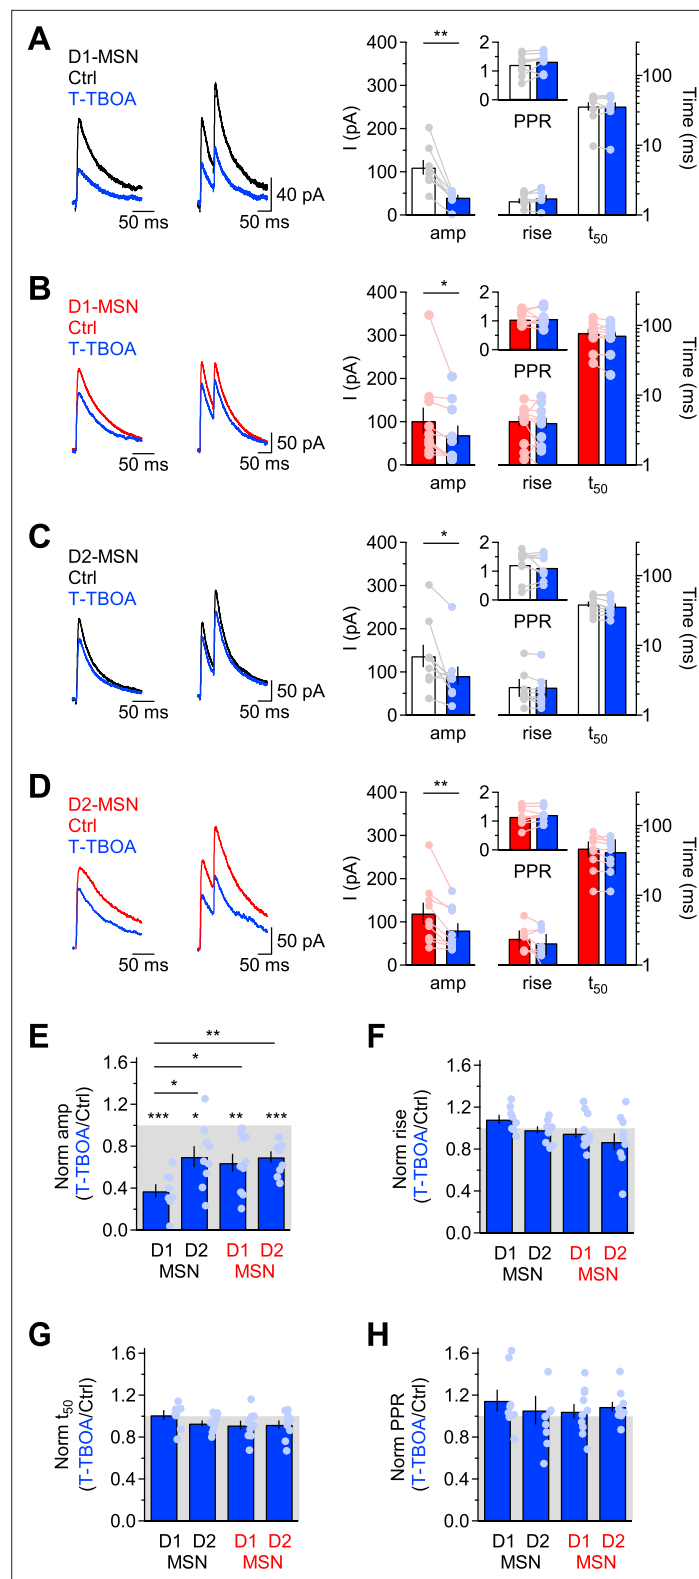 A
D1-MSN
Ctrl
T-TBOA
50 ms
50 ms
40 pA
I (pA)
400
300
200
100
0
**
2
1
0
PPR
amp
rise
t50
100
10
1
Time (ms)
B
D1-MSN
Ctrl
T-TBOA
50 ms
50 ms
50 pA
I (pA)
400
300
200
100
0
*
2
1
0
PPR
amp
rise
t50
100
10
1
Time (ms)
C
D2-MSN
Ctrl
T-TBOA
50 ms
50 ms
50 pA
I (pA)
400
300
200
100
0
*
2
1
0
PPR
amp
rise
t50
100
10
1
Time (ms)
D
D2-MSN
Ctrl
T-TBOA
50 ms
50 ms
50 pA
I (pA)
400
300
200
100
0
**
2
1
0
PPR
amp
rise
t50
100
10
1
Time (ms)
E
Norm amp
(T-TBOA/Ctrl)
1.6
1.2
0.8
0.4
0.0
**
*
*
*** * ** ***
D1 D2 D1 D2
MSN MSN
F
Norm rise
(T-TBOA/Ctrl)
1.6
1.2
0.8
0.4
0.0
D1 D2 D1 D2
MSN MSN
G
Norm t50
(T-TBOA/Ctrl)
1.6
1.2
0.8
0.4
0.0
D1 D2 D1 D2
MSN MSN
H
Norm PPR
(T-TBOA/Ctrl)
1.6
1.2
0.8
0.4
0.0
D1 D2 D1 D2
MSN MSN